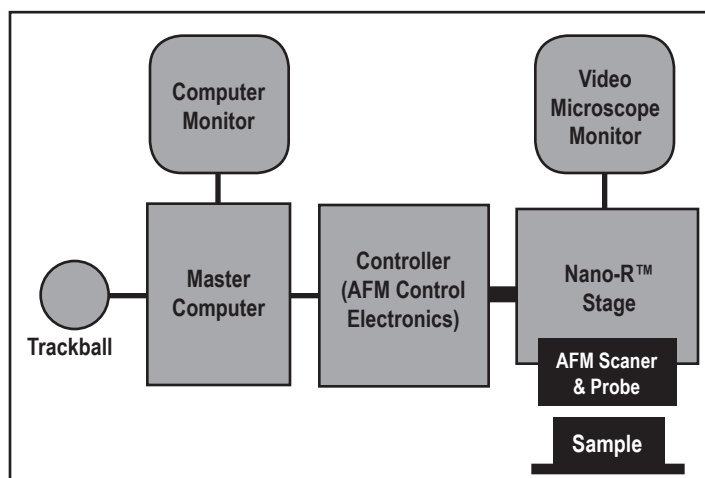 Computer
Monitor
Video
Microscope
Monitor
Master
Computer
Controller
(AFM Control
Electronics)
Nano-R™
Stage
Trackball
AFM Scaner
& Probe
Sample